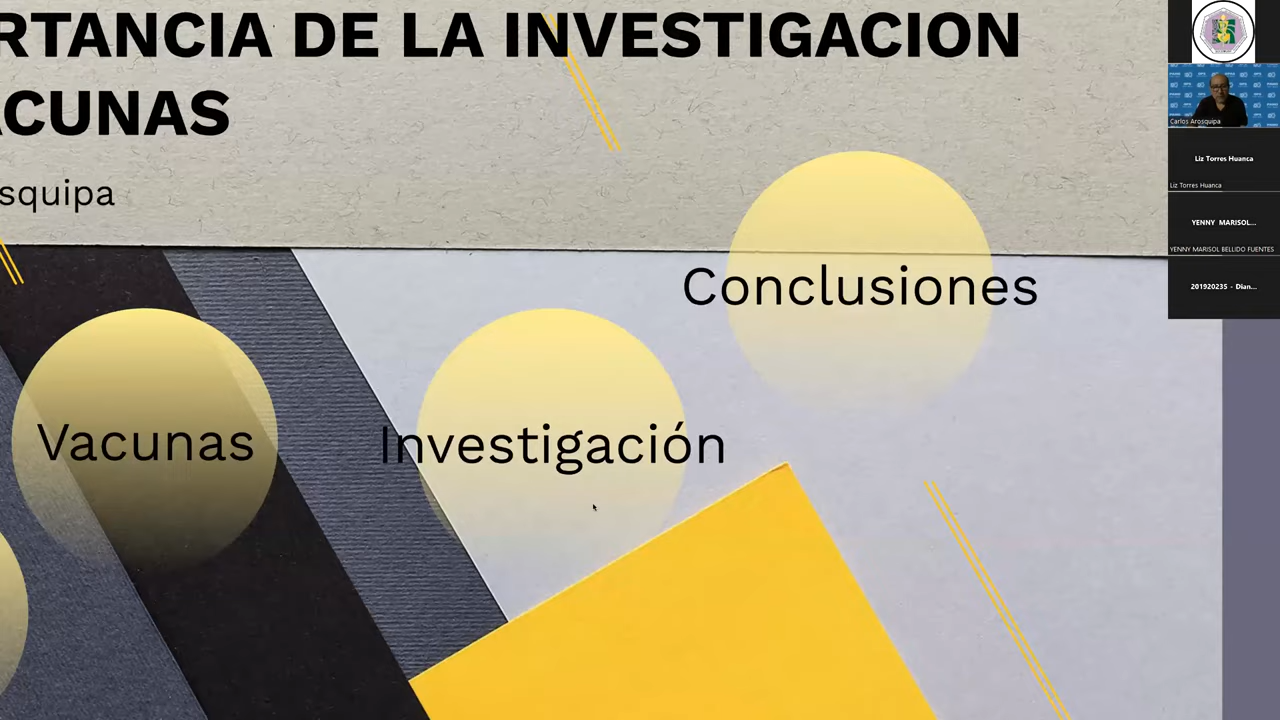 RTANCIA DE LA INVESTIGACION
ACUNAS
squipa
Conclusiones
Vacunas
Investigación
Carlos Arosquipa
Liz Torres Huanca
Liz Torres Huanca
YENNY MARISOL...
YENNY MARISOL BELLIDO FUENTES
201920235 - Dian...